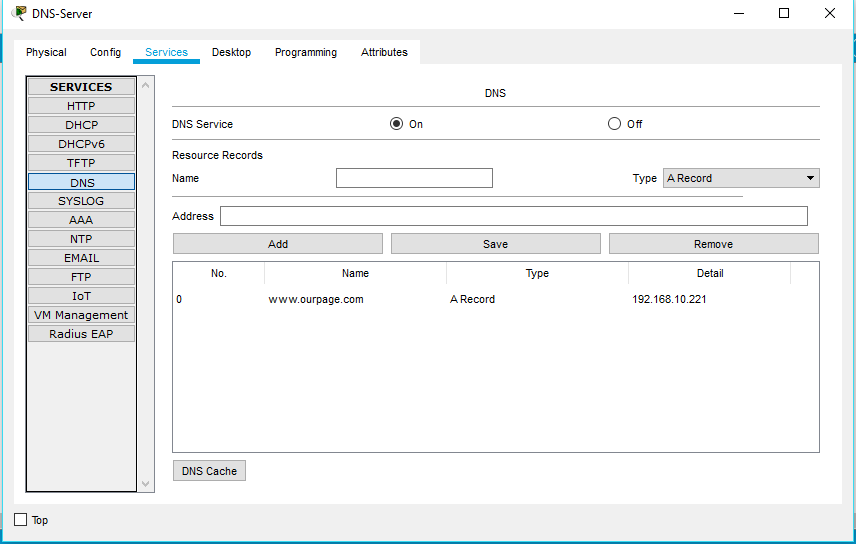 DNS-Server
Physical Config Services Desktop Programming Attributes
SERVICES
HTTP
DHCP
DHCPv6
TFTP
DNS
SYSLOG
AAA
NTP
EMAIL
FTP
IoT
VM Management
Radius EAP
DNS
DNS Service On Off
Resource Records
Name Type A Record
Address
Add Save Remove
No. Name Type Detail
0 www.ourpage.com A Record 192.168.10.221
DNS Cache
Top